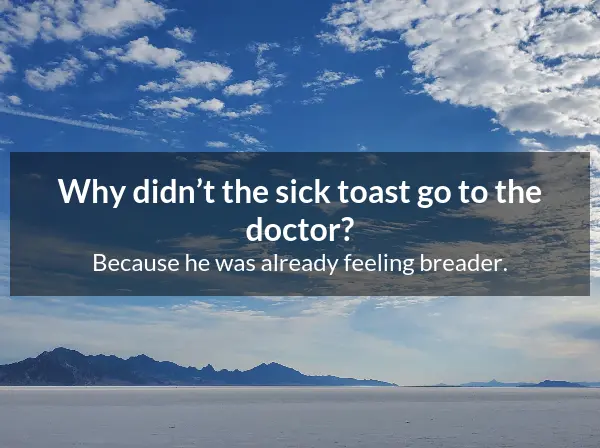 Why didn’t the sick toast go to the
doctor?
Because he was already feeling breader.